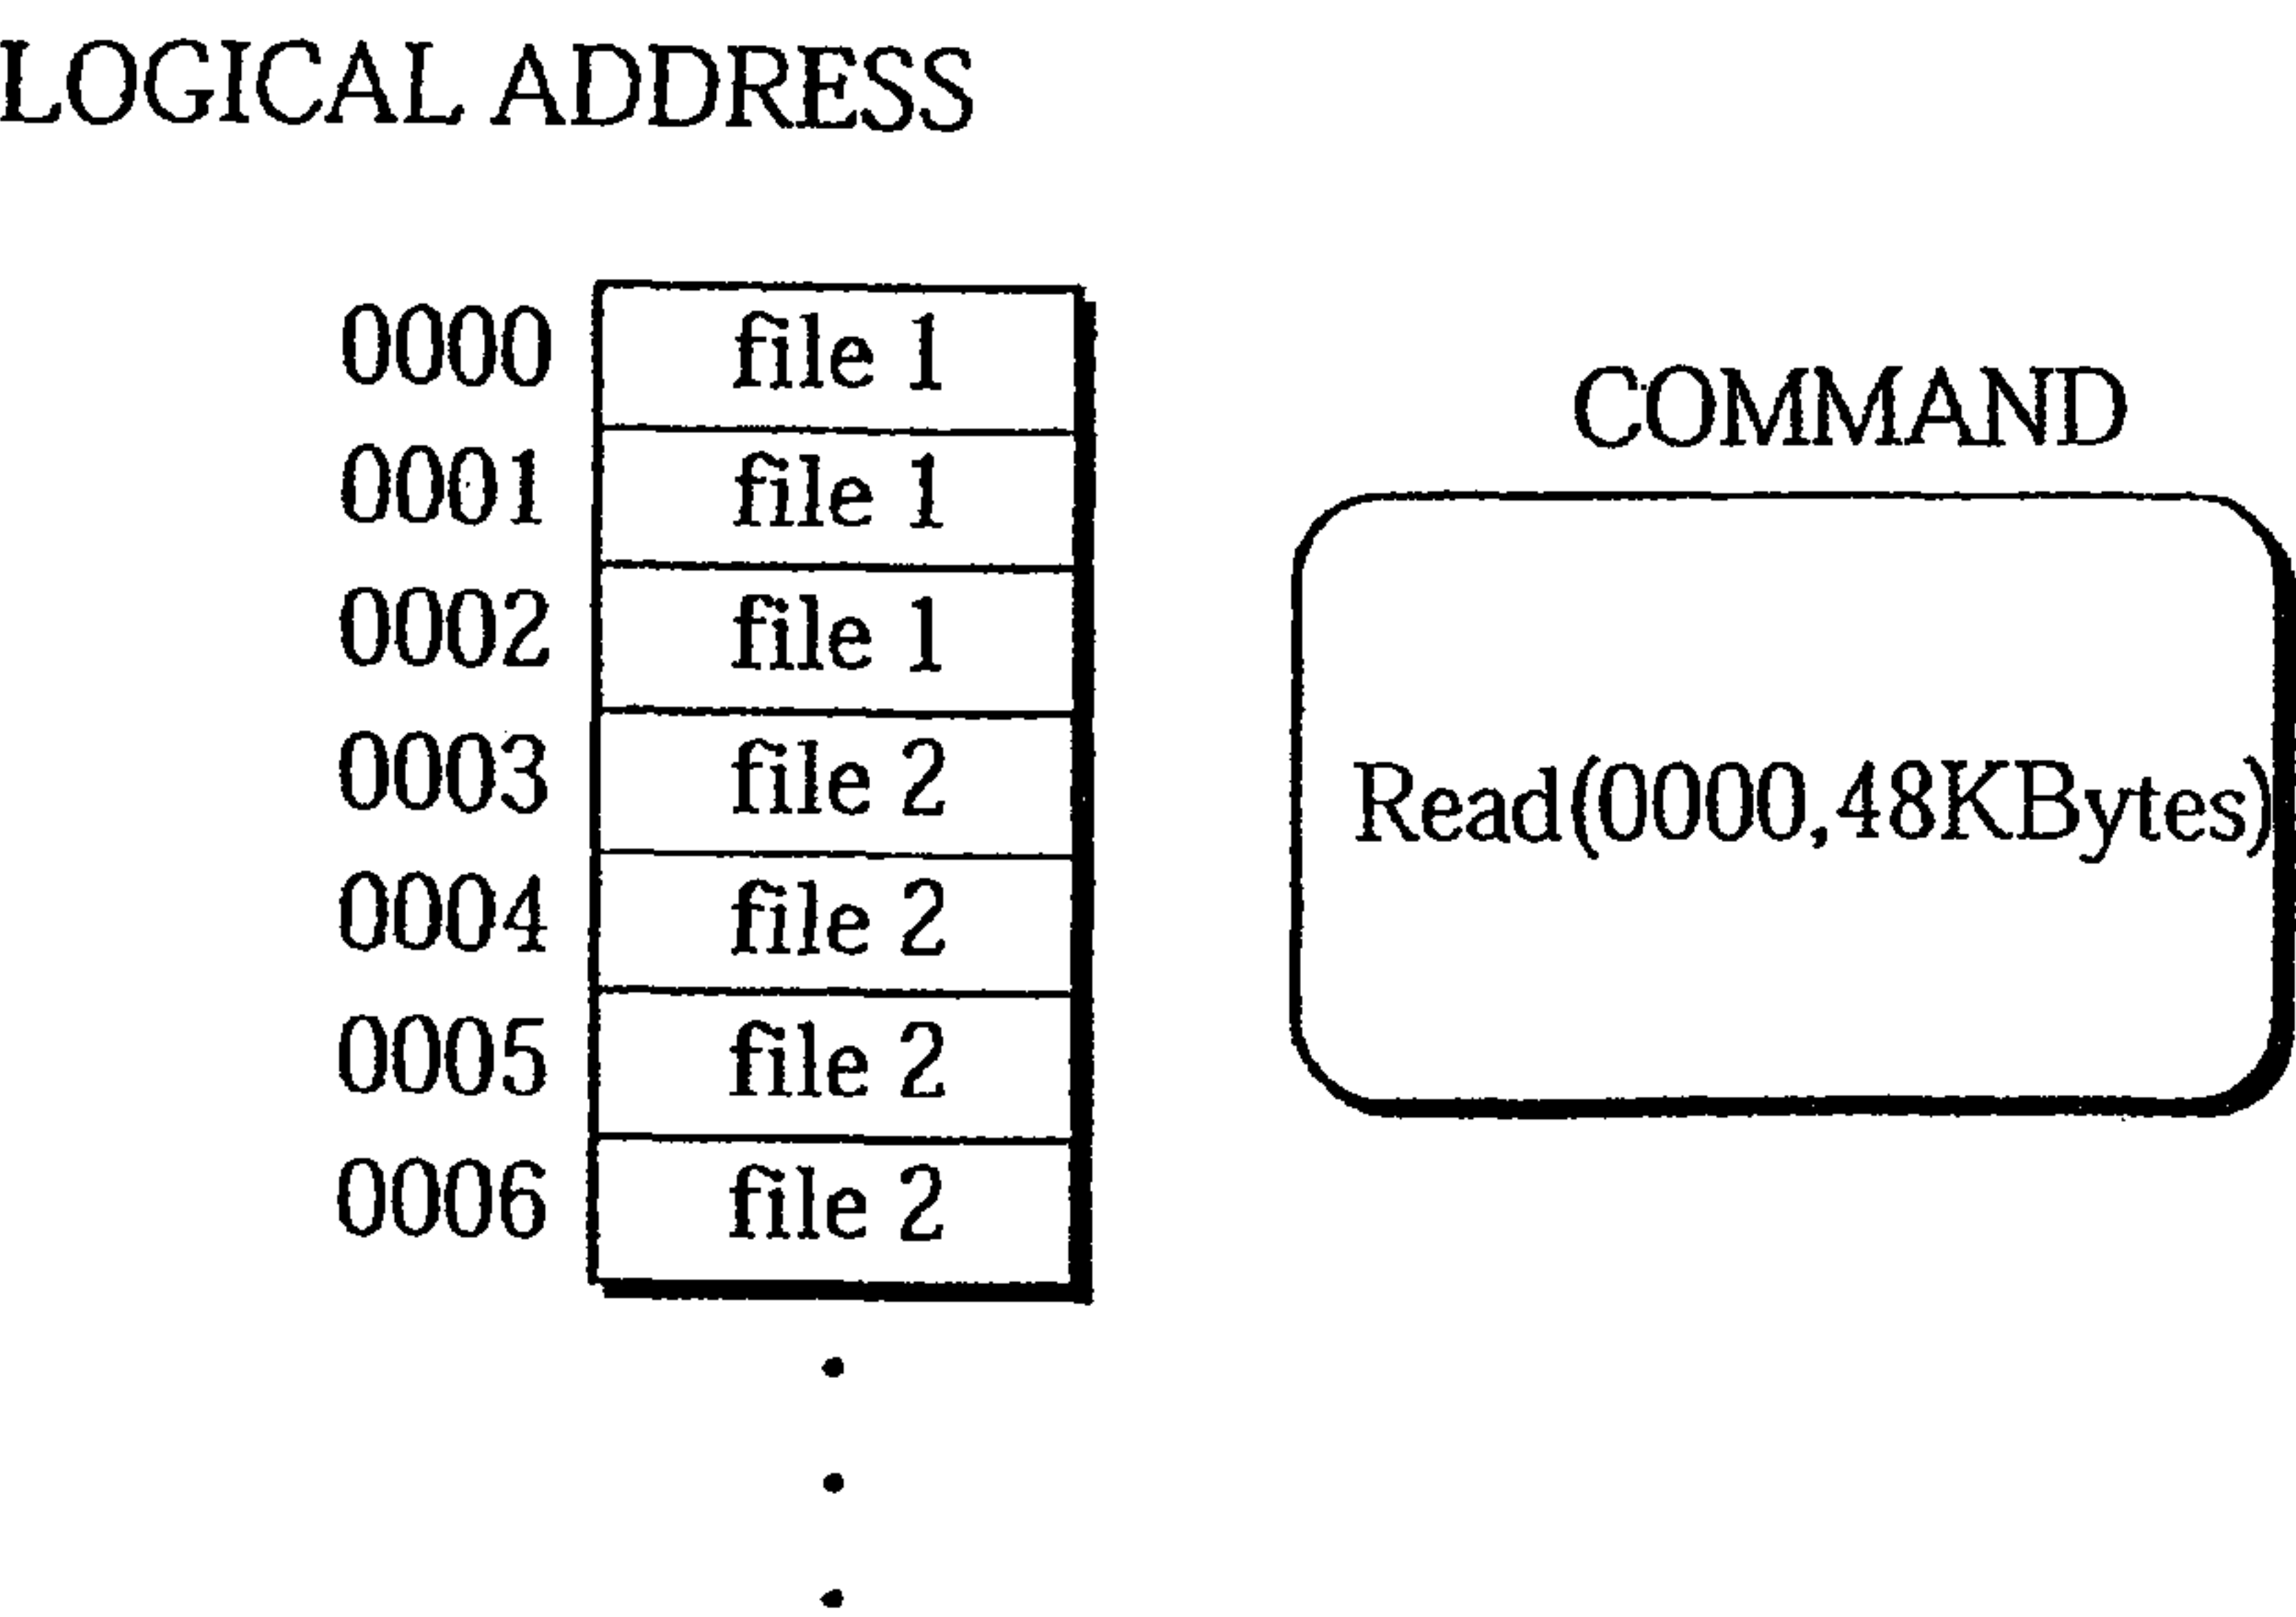 LOGICAL ADDRESS
0000 file 1
0001 file 1
0002 file 1
0003 file 2
0004 file 2
0005 file 2
0006 file 2
COMMAND
Read(0000,48KBytes)